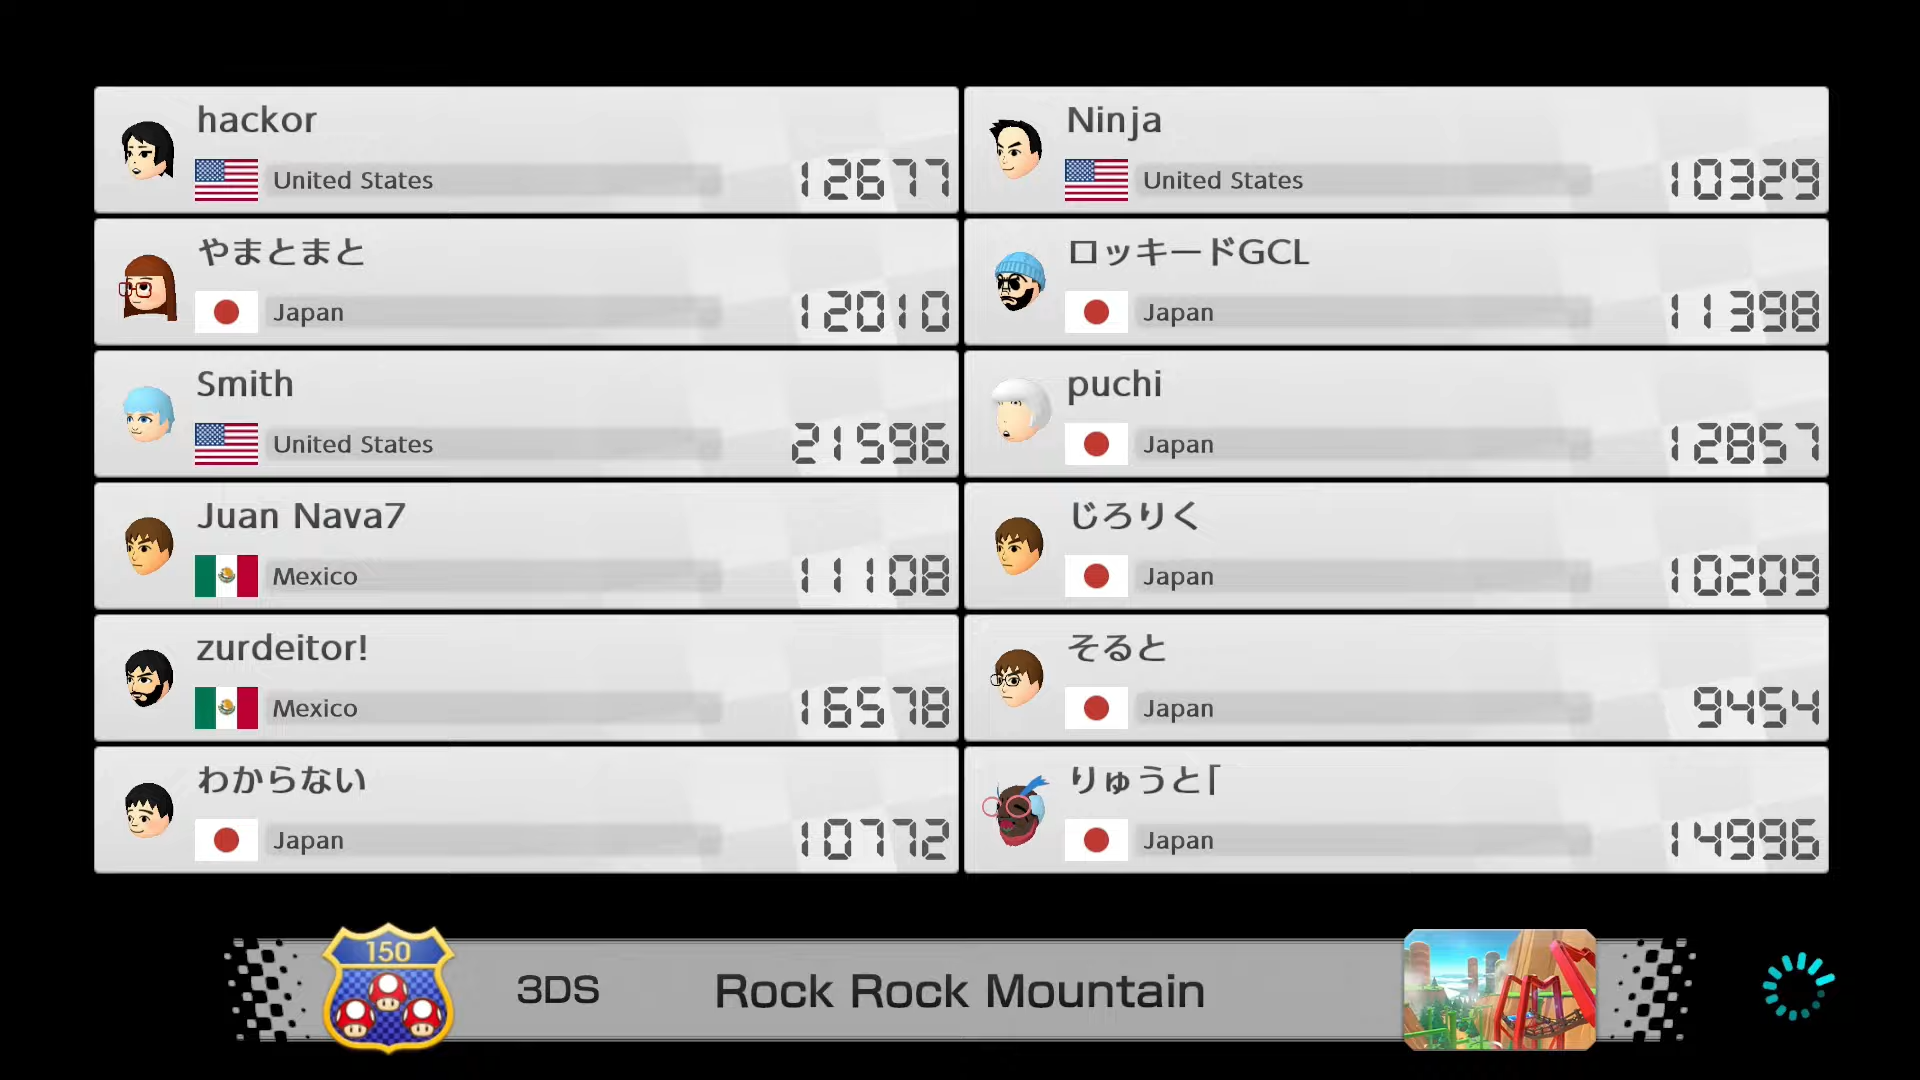 hackor
United States
12677
Ninja
United States
10329
やまとまと
Japan
12010
ロッキードGCL
Japan
11398
Smith
United States
21596
puchi
Japan
12857
Juan Nava7
Mexico
11108
じろりく
Japan
10209
zurdeitor!
Mexico
16578
そると
Japan
9454
わからない
Japan
10772
りゅうと「
Japan
14996
150
3DS Rock Rock Mountain